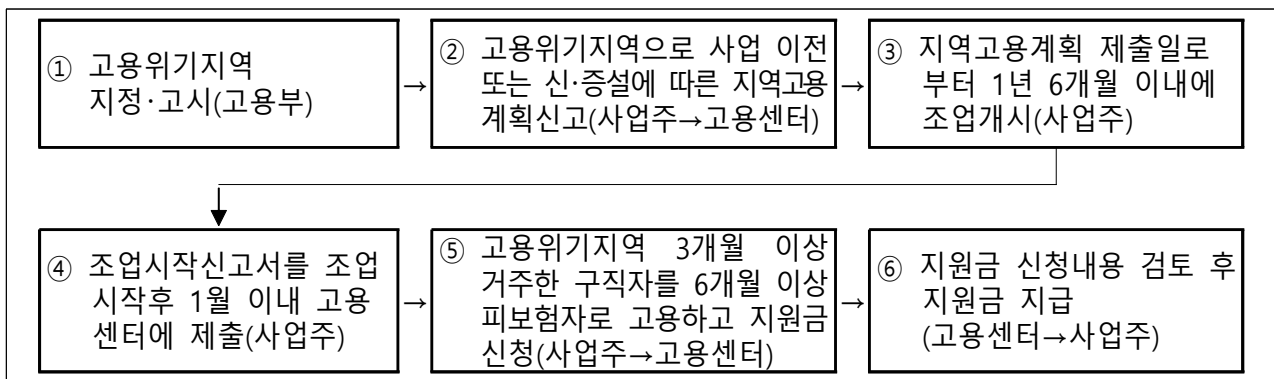 ① 고용위기지역
지정·고시(고용부)
→
② 고용위기지역으로 사업 이전
또는 신·증설에 따른 지역고용
계획신고(사업주→고용센터)
→
③ 지역고용계획 제출일로
부터 1년 6개월 이내에
조업개시(사업주)
④ 조업시작신고서를 조업
시작후 1월 이내 고용
센터에 제출(사업주)
→
⑤ 고용위기지역 3개월 이상
거주한 구직자를 6개월 이상
피보험자로 고용하고 지원금
신청(사업주→고용센터)
→
⑥ 지원금 신청내용 검토 후
지원금 지급
(고용센터→사업주)